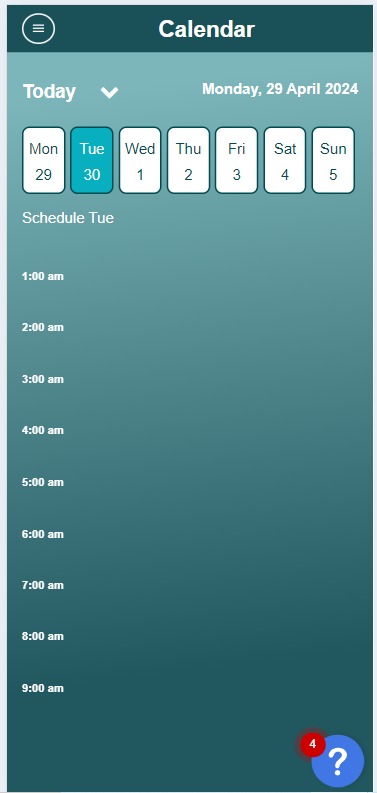 Calendar
Today
Monday, 29 April 2024
Mon Tue Wed Thu Fri Sat Sun
29 30 1 2 3 4 5
Schedule Tue
1:00 am
2:00 am
3:00 am
4:00 am
5:00 am
6:00 am
7:00 am
8:00 am
9:00 am
4
?